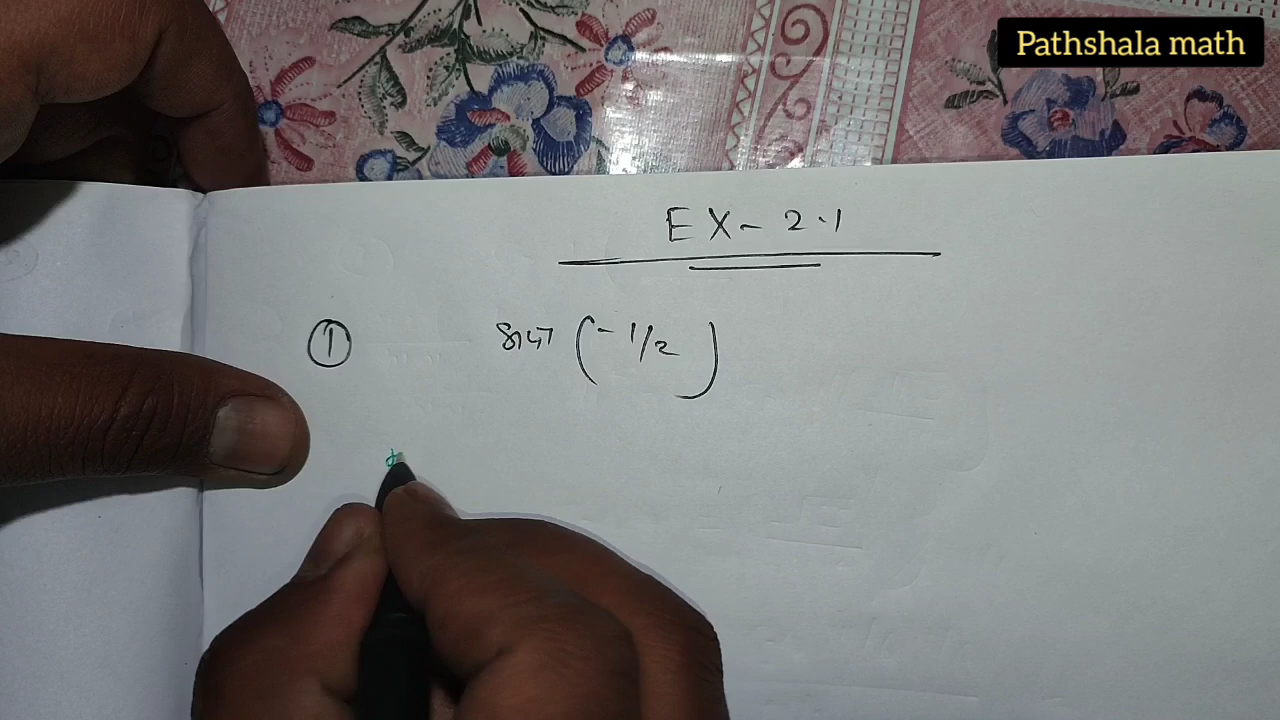 Pathshala math
EX - 2.1
① sin⁻¹ (-1/2)